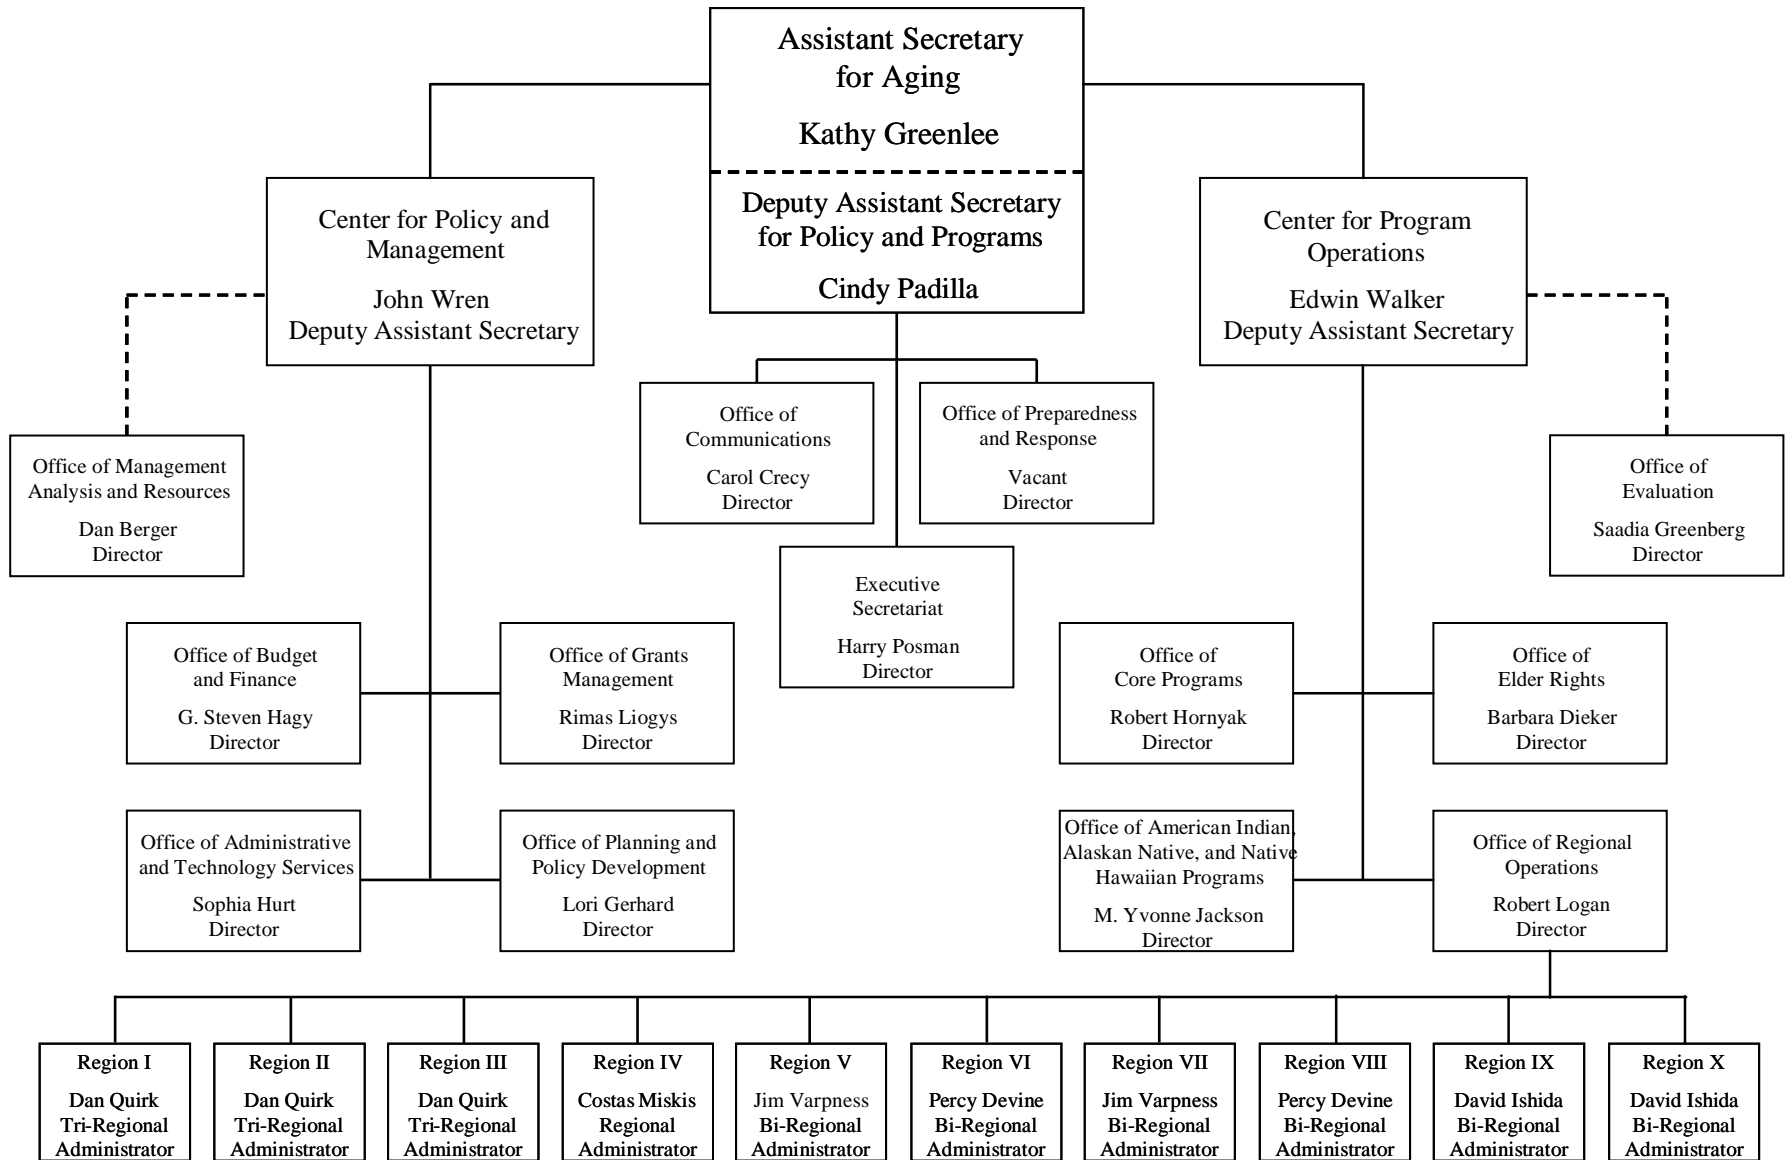 Assistant Secretary
for Aging
Kathy Greenlee
Deputy Assistant Secretary
for Policy and Programs
Cindy Padilla
Center for Policy and
Management
John Wren
Deputy Assistant Secretary
Center for Program
Operations
Edwin Walker
Deputy Assistant Secretary
Office of Management
Analysis and Resources
Dan Berger
Director
Office of
Communications
Carol Crecy
Director
Office of Preparedness
and Response
Vacant
Director
Office of
Evaluation
Saadia Greenberg
Director
Executive
Secretariat
Harry Posman
Director
Office of Budget
and Finance
G. Steven Hagy
Director
Office of Grants
Management
Rimas Liogys
Director
Office of
Core Programs
Robert Hornyak
Director
Office of
Elder Rights
Barbara Dieker
Director
Office of Administrative
and Technology Services
Sophia Hurt
Director
Office of Planning and
Policy Development
Lori Gerhard
Director
Office of American Indian,
Alaskan Native, and Native
Hawaiian Programs
M. Yvonne Jackson
Director
Office of Regional
Operations
Robert Logan
Director
Region I
Dan Quirk
Tri-Regional
Administrator
Region II
Dan Quirk
Tri-Regional
Administrator
Region III
Dan Quirk
Tri-Regional
Administrator
Region IV
Costas Miskis
Regional
Administrator
Region V
Jim Varpness
Bi-Regional
Administrator
Region VI
Percy Devine
Bi-Regional
Administrator
Region VII
Jim Varpness
Bi-Regional
Administrator
Region VIII
Percy Devine
Bi-Regional
Administrator
Region IX
David Ishida
Bi-Regional
Administrator
Region X
David Ishida
Bi-Regional
Administrator